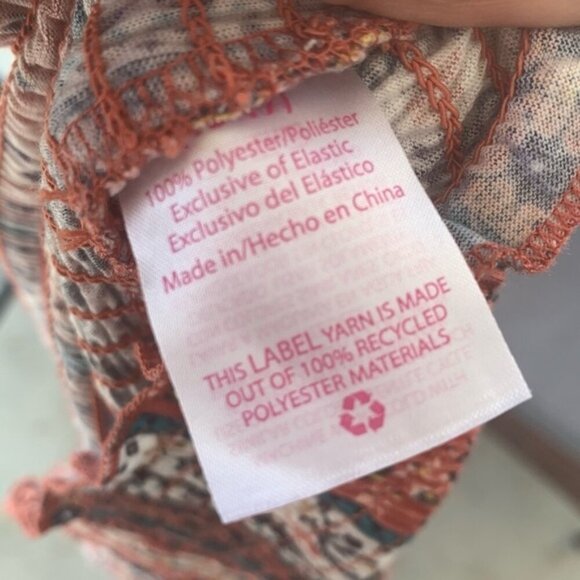 100% Polyester/Poliéster
Exclusive of Elastic
Exclusivo del Elástico
Made in/Hecho en China
THIS LABEL YARN IS MADE
OUT OF 100% RECYCLED
POLYESTER MATERIALS